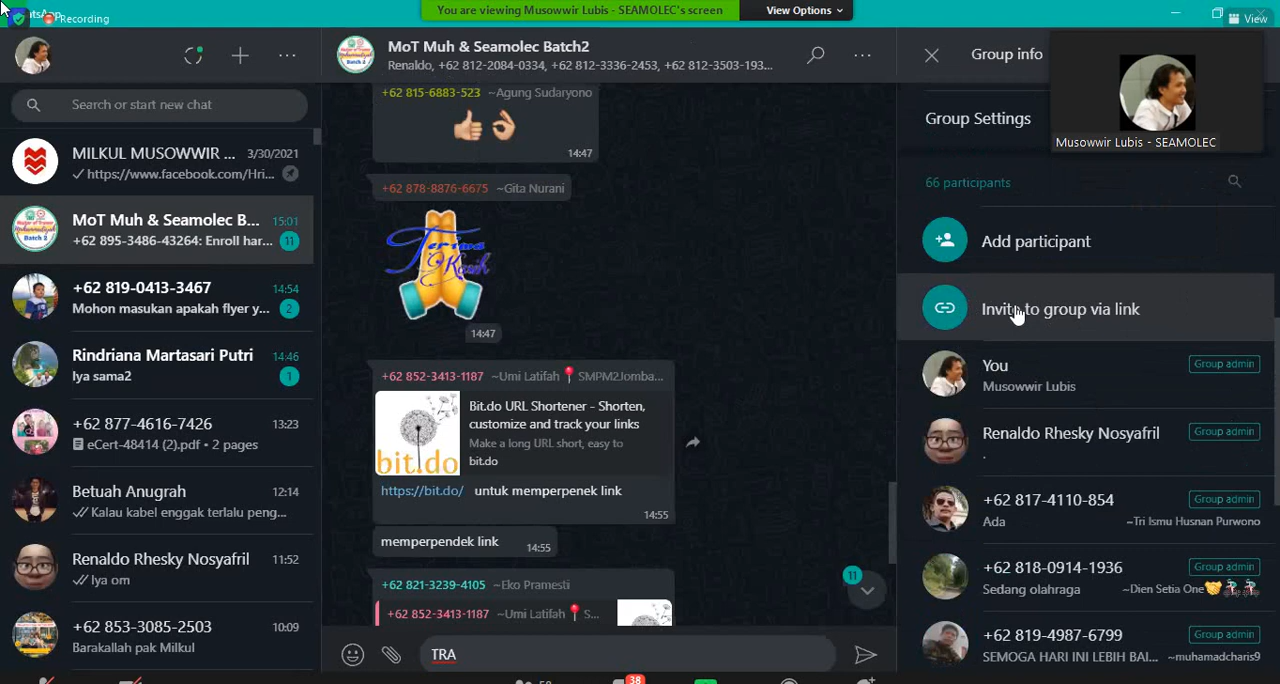 Recording
You are viewing Musowwir Lubis - SEAMOLEC's screen
View Options
View
Search or start new chat
MILKUL MUSOWWIR ...
3/30/2021
https://www.facebook.com/Hri...
MoT Muh & Seamolec B...
15:01
+62 895-3486-43264: Enroll har...
11
+62 819-0413-3467
14:54
Mohon masukan apakah flyer y...
2
Rindriana Martasari Putri
14:46
Iya sama2
1
+62 877-4616-7426
13:23
eCert-48414 (2).pdf • 2 pages
Betuah Anugrah
12:14
Kalau kabel enggak terlalu peng...
Renaldo Rhesky Nosyafril
11:52
Iya om
+62 853-3085-2503
10:09
Barakallah pak Milkul
MoT Muh & Seamolec Batch2
Renaldo, +62 812-2084-0334, +62 812-3336-2453, +62 812-3503-193...
+62 815-6883-523 ~Agung Sudaryono
14:47
+62 878-8876-6675 ~Gita Nurani
Terima
Kasih
14:47
+62 852-3413-1187 ~Umi Latifah📍SMPM2Jomba...
Bit.do URL Shortener - Shorten,
customize and track your links
Make a long URL short, easy to
bit.do
bit.do
https://bit.do/ untuk memperpenek link
14:55
memperpendek link
14:55
+62 821-3239-4105 ~Eko Pramesti
+62 852-3413-1187 ~Umi Latifah📍S...
11
TRA
38
Group info
Musowwir Lubis - SEAMOLEC
Group Settings
66 participants
Add participant
Invite to group via link
You
Group admin
Musowwir Lubis
Renaldo Rhesky Nosyafril
Group admin
.
+62 817-4110-854
Group admin
Ada
~Tri Ismu Husnan Purwono
+62 818-0914-1936
Group admin
Sedang olahraga
~Dien Setia One
+62 819-4987-6799
Group admin
SEMOGA HARI INI LEBIH BAI...
~muhamadcharis9